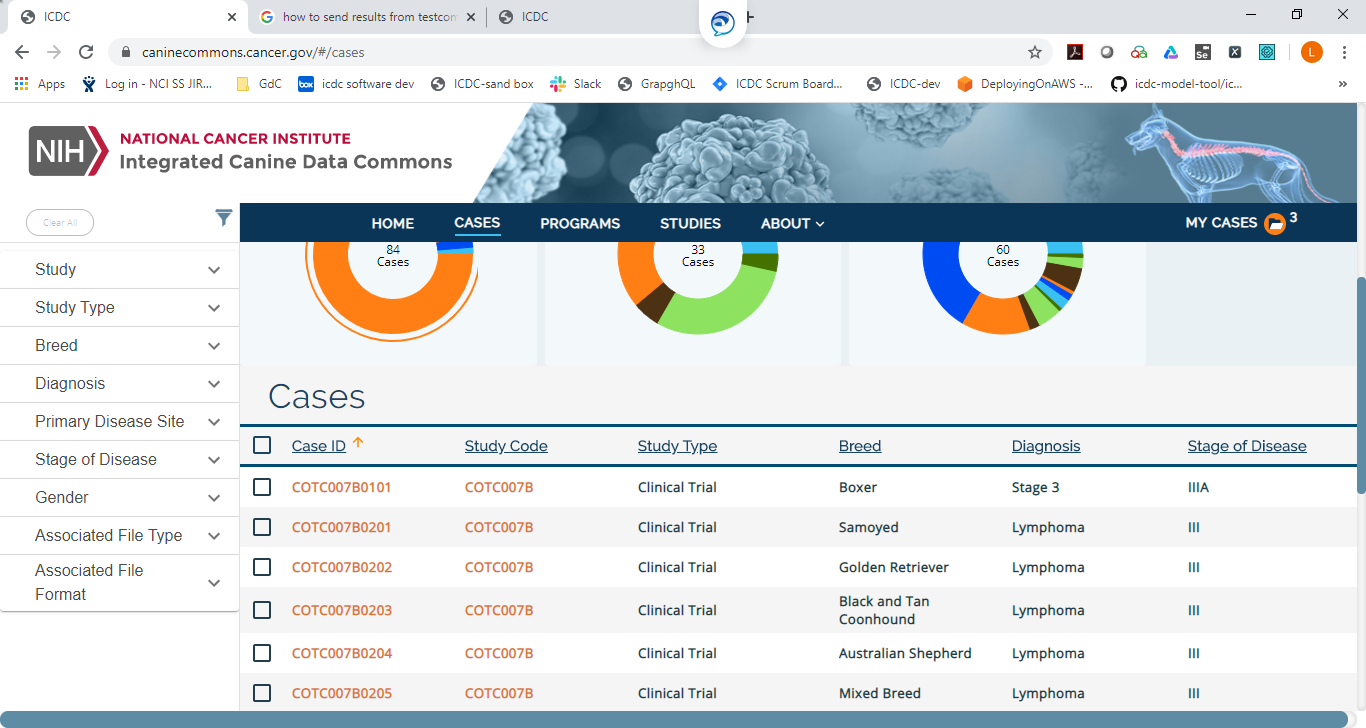 ICDC
how to send results from testcom
ICDC
caninecommons.cancer.gov/#/cases
L
Apps
Log in - NCI SS JIR...
GdC
box
icdc software dev
ICDC-sand box
Slack
GrapghQL
ICDC Scrum Board...
ICDC-dev
DeployingOnAWS -...
icdc-model-tool/ic...
»
NIH
NATIONAL CANCER INSTITUTE
Integrated Canine Data Commons
Clear All
HOME CASES PROGRAMS STUDIES ABOUT MY CASES 3
84
Cases
33
Cases
60
Cases
Study
Study Type
Breed
Diagnosis
Primary Disease Site
Stage of Disease
Gender
Associated File Type
Associated File
Format
Cases
Case ID Study Code Study Type Breed Diagnosis Stage of Disease
COTC007B0101 COTC007B Clinical Trial Boxer Stage 3 IIIA
COTC007B0201 COTC007B Clinical Trial Samoyed Lymphoma III
COTC007B0202 COTC007B Clinical Trial Golden Retriever Lymphoma III
COTC007B0203 COTC007B Clinical Trial Black and Tan
Coonhound Lymphoma III
COTC007B0204 COTC007B Clinical Trial Australian Shepherd Lymphoma III
COTC007B0205 COTC007B Clinical Trial Mixed Breed Lymphoma III